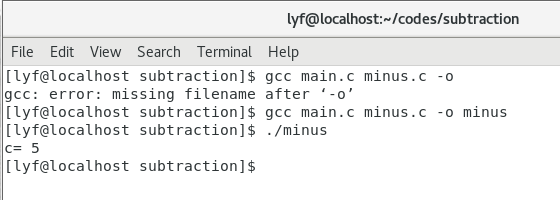 lyf@localhost:~/codes/subtraction
File Edit View Search Terminal Help
[lyf@localhost subtraction]$ gcc main.c minus.c -o
gcc: error: missing filename after ‘-o’
[lyf@localhost subtraction]$ gcc main.c minus.c -o minus
[lyf@localhost subtraction]$ ./minus
c= 5
[lyf@localhost subtraction]$